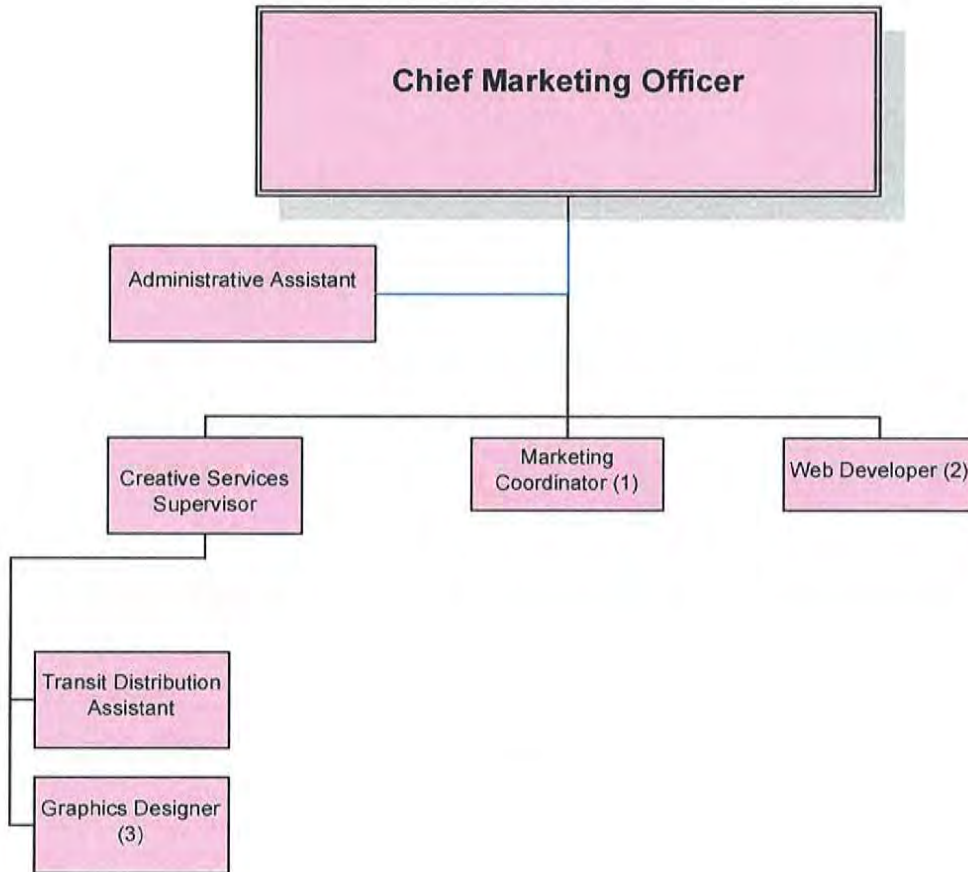 Chief Marketing Officer
Administrative Assistant
Creative Services
Supervisor
Marketing
Coordinator (1)
Web Developer (2)
Transit Distribution
Assistant
Graphics Designer
(3)